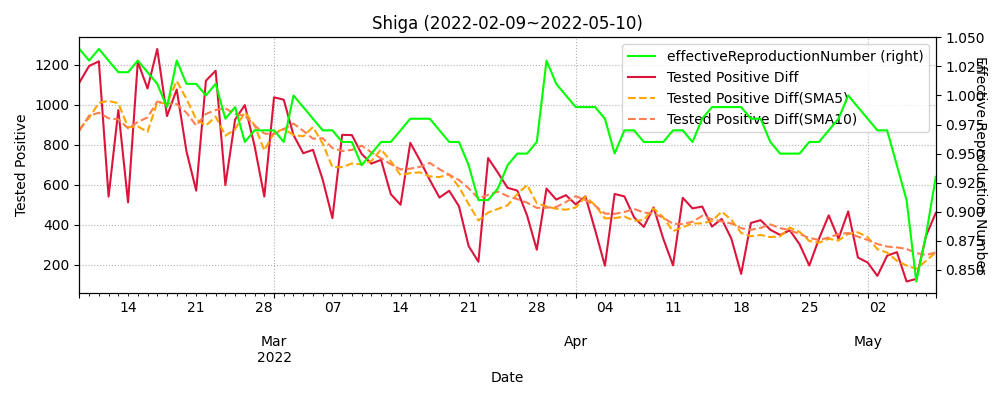 Shiga (2022-02-09~2022-05-10)
effectiveReproductionNumber (right)
Tested Positive Diff
Tested Positive Diff(SMA5)
Tested Positive Diff(SMA10)
Tested Positive
1200
1000
800
600
400
200
Effective Reproduction Number
1.050
1.025
1.000
0.975
0.950
0.925
0.900
0.875
0.850
14 21 28 07 14 21 28 04 11 18 25 02
Mar Apr May
2022
Date